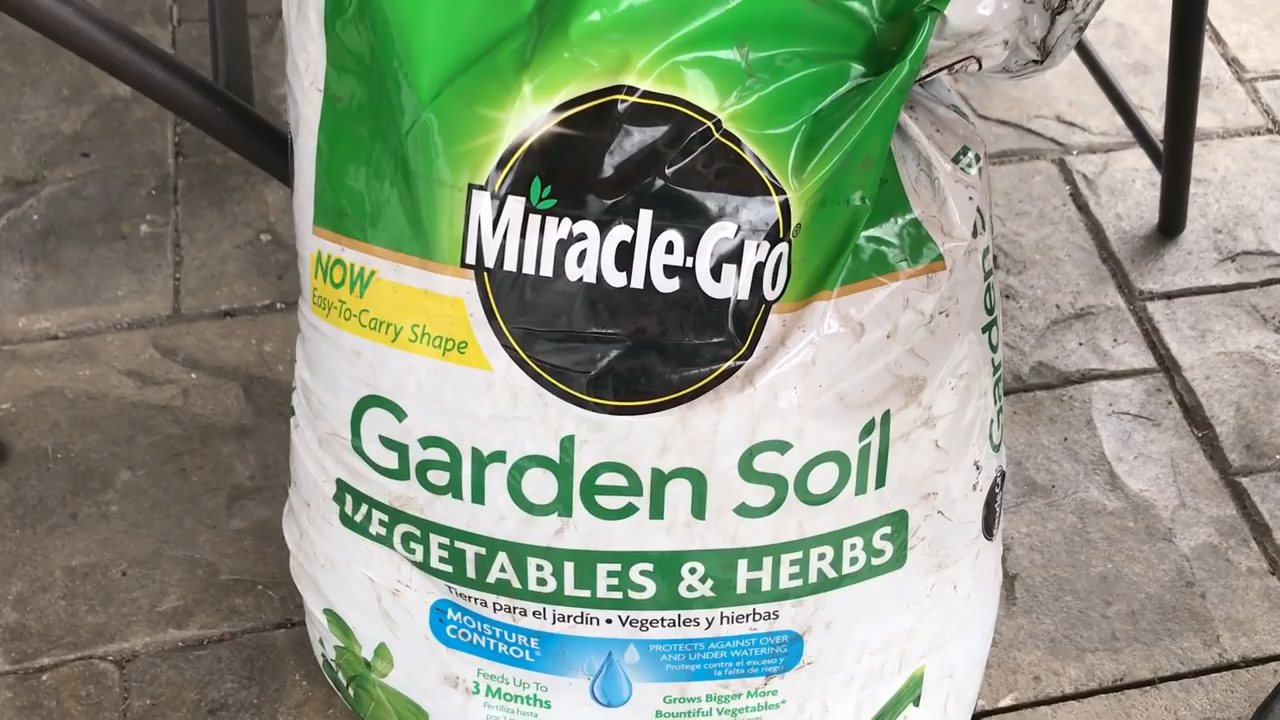 Miracle-Gro®
NOW
Easy-To-Carry Shape
Garden Soil
VEGETABLES & HERBS
Tierra para el jardín • Vegetales y hierbas
MOISTURE
CONTROL®
PROTECTS AGAINST OVER
AND UNDER WATERING
Protege contra el exceso y
la falta de riego
Feeds Up To
3 Months
Fertiliza hasta
Grows Bigger More
Bountiful Vegetables*
Garden